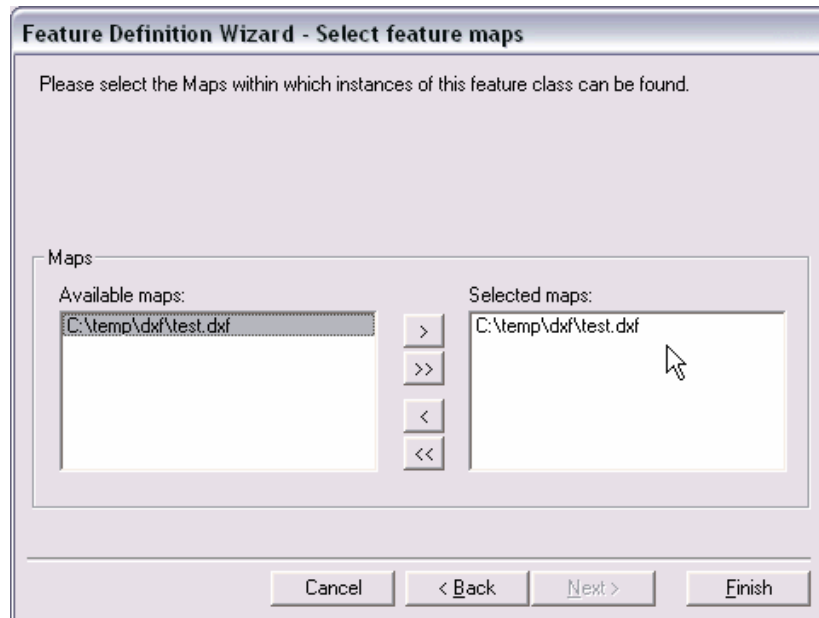 Feature Definition Wizard - Select feature maps
Please select the Maps within which instances of this feature class can be found.
Maps
Available maps:
Selected maps:
C:\temp\dxf\test.dxf
C:\temp\dxf\test.dxf
>
>>
<
<<
Cancel
< Back
Next >
Finish